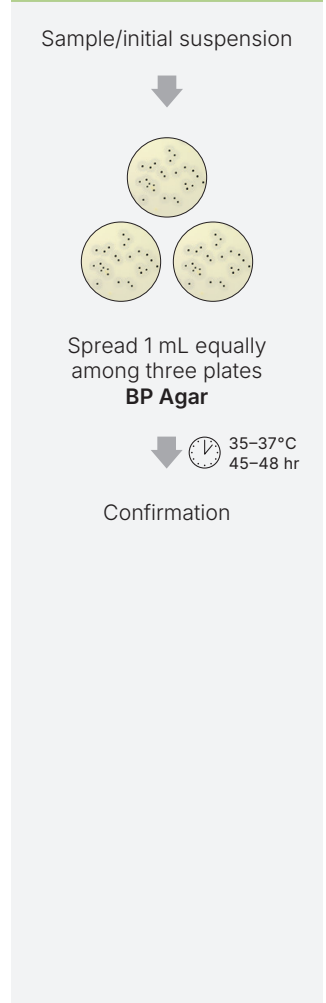 Sample/initial suspension
Spread 1 mL equally
among three plates
BP Agar
35–37°C
45–48 hr
Confirmation